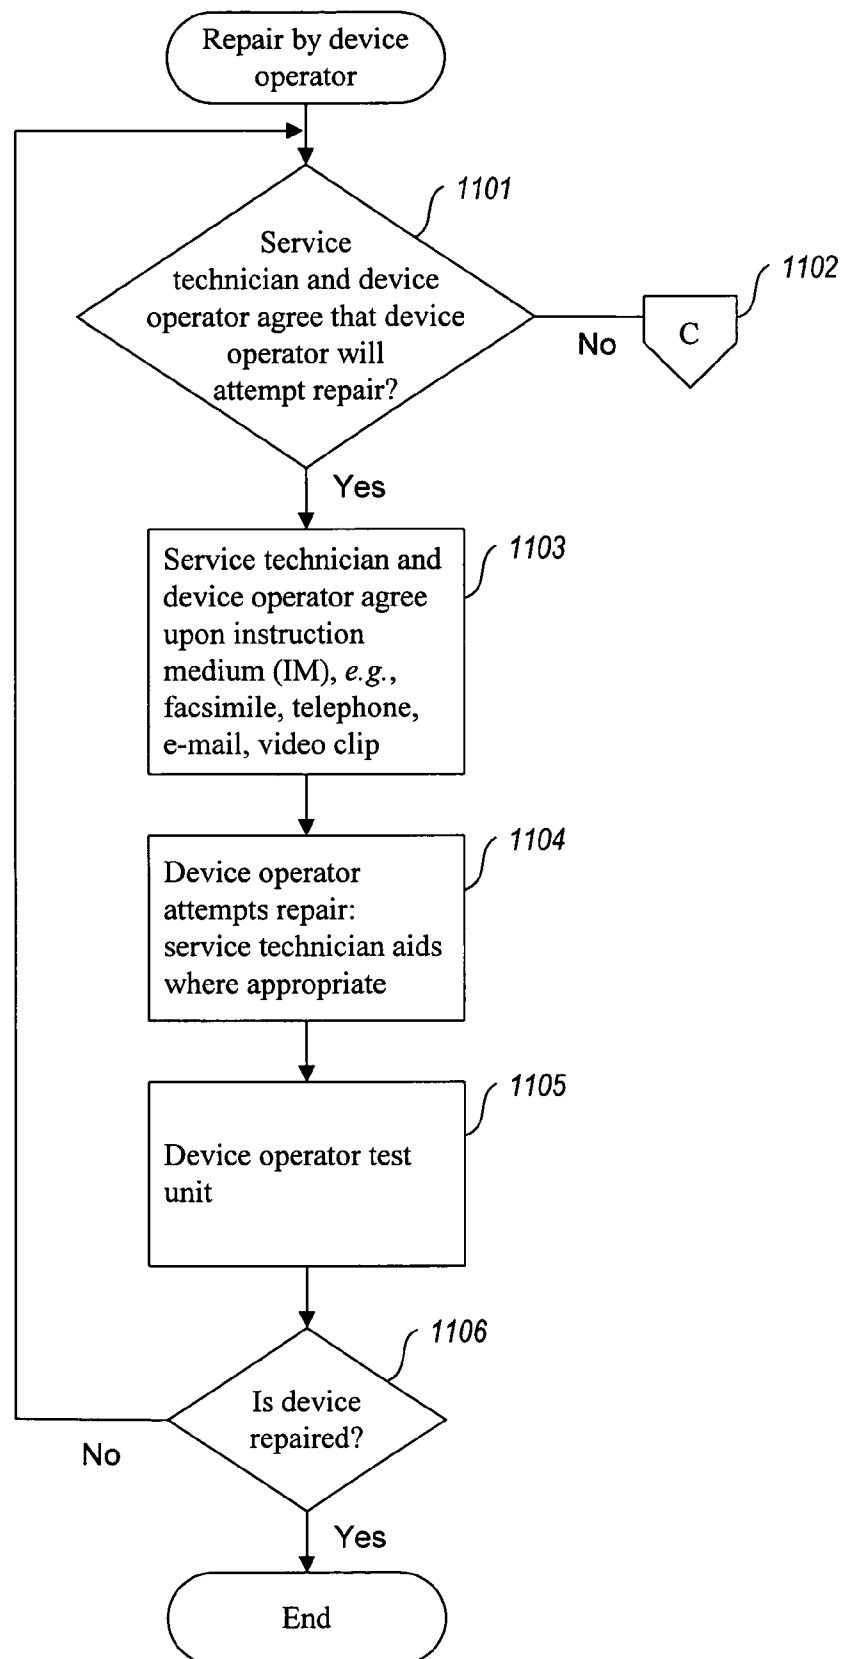 Repair by device
operator
1101
Service
technician and device
operator agree that device
operator will
attempt repair?
1102
C
No
Yes
1103
Service technician and
device operator agree
upon instruction
medium (IM), e.g.,
facsimile, telephone,
e-mail, video clip
1104
Device operator
attempts repair:
service technician aids
where appropriate
1105
Device operator test
unit
1106
Is device
repaired?
No
Yes
End